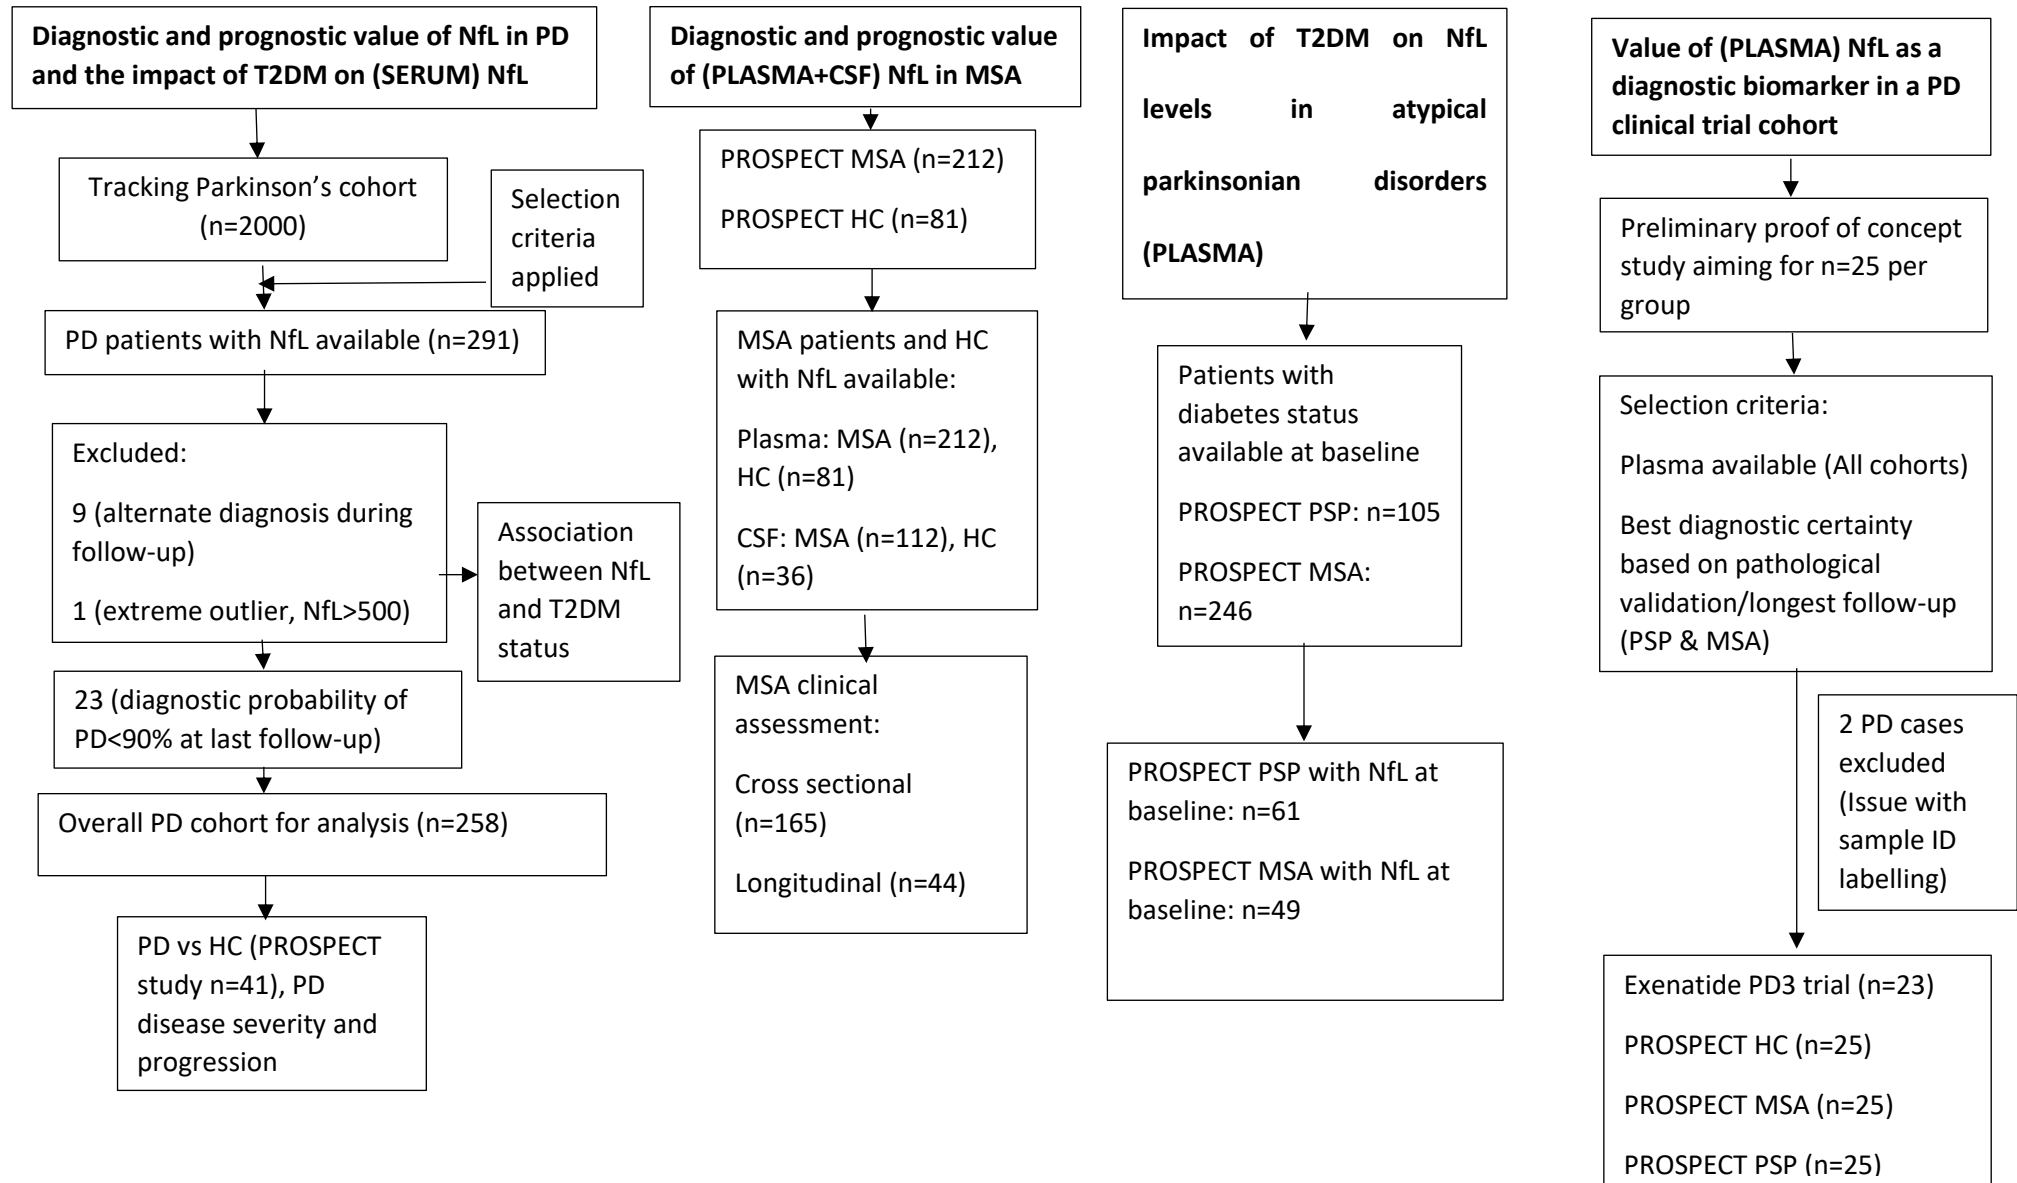 Diagnostic and prognostic value of NfL in PD
and the impact of T2DM on (SERUM) NfL
Tracking Parkinson's cohort
(n=2000)
Selection
criteria
applied
PD patients with NfL available (n=291)
Excluded:
9 (alternate diagnosis during
follow-up)
1 (extreme outlier, NfL>500)
Association
between NfL
and T2DM
status
23 (diagnostic probability of
PD<90% at last follow-up)
Overall PD cohort for analysis (n=258)
PD vs HC (PROSPECT
study n=41), PD
disease severity and
progression
Diagnostic and prognostic value
of (PLASMA+CSF) NfL in MSA
PROSPECT MSA (n=212)
PROSPECT HC (n=81)
MSA patients and HC
with NfL available:
Plasma: MSA (n=212),
HC (n=81)
CSF: MSA (n=112), HC
(n=36)
MSA clinical
assessment:
Cross sectional
(n=165)
Longitudinal (n=44)
Impact of T2DM on NfL
levels in atypical
parkinsonian disorders
(PLASMA)
Patients with
diabetes status
available at baseline
PROSPECT PSP: n=105
PROSPECT MSA:
n=246
PROSPECT PSP with NfL at
baseline: n=61
PROSPECT MSA with NfL at
baseline: n=49
Value of (PLASMA) NfL as a
diagnostic biomarker in a PD
clinical trial cohort
Preliminary proof of concept
study aiming for n=25 per
group
Selection criteria:
Plasma available (All cohorts)
Best diagnostic certainty
based on pathological
validation/longest follow-up
(PSP & MSA)
2 PD cases
excluded
(Issue with
sample ID
labelling)
Exenatide PD3 trial (n=23)
PROSPECT HC (n=25)
PROSPECT MSA (n=25)
PROSPECT PSP (n=25)